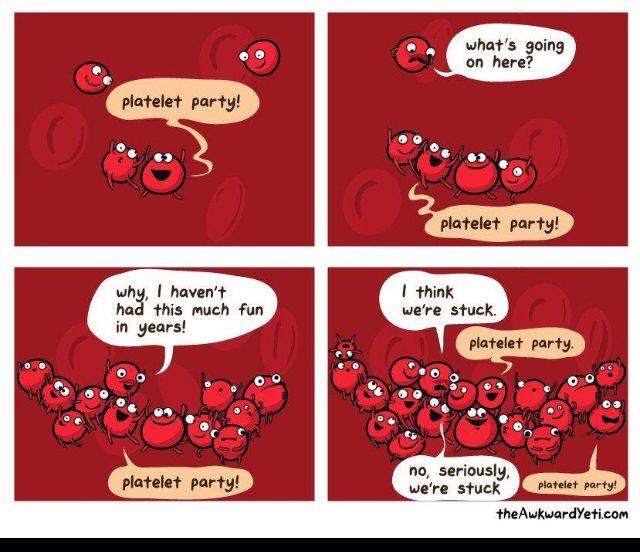 platelet party!
what's going
on here?
platelet party!
why, I haven't
had this much fun
in years!
platelet party!
I think
we're stuck.
platelet party.
no, seriously,
we're stuck
platelet party!
theAwkwardYeti.com